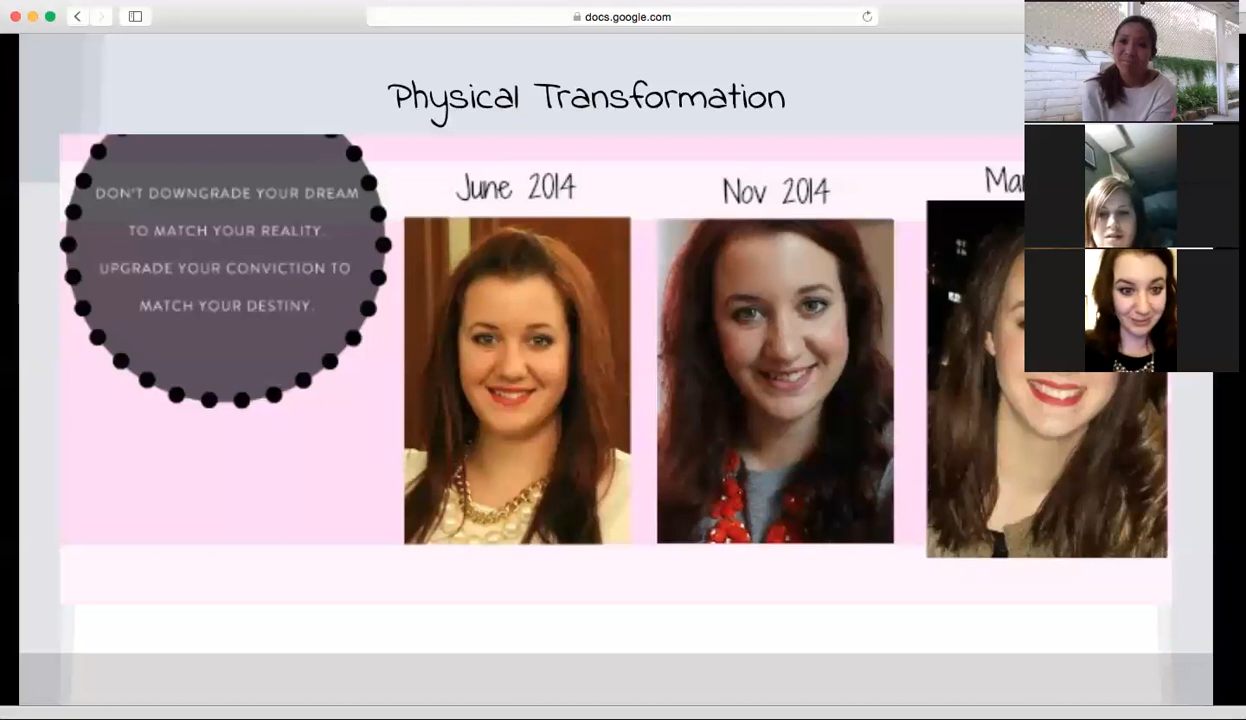 docs.google.com
Physical Transformation
DON'T DOWNGRADE YOUR DREAM
TO MATCH YOUR REALITY.
UPGRADE YOUR CONVICTION TO
MATCH YOUR DESTINY.
June 2014
Nov 2014